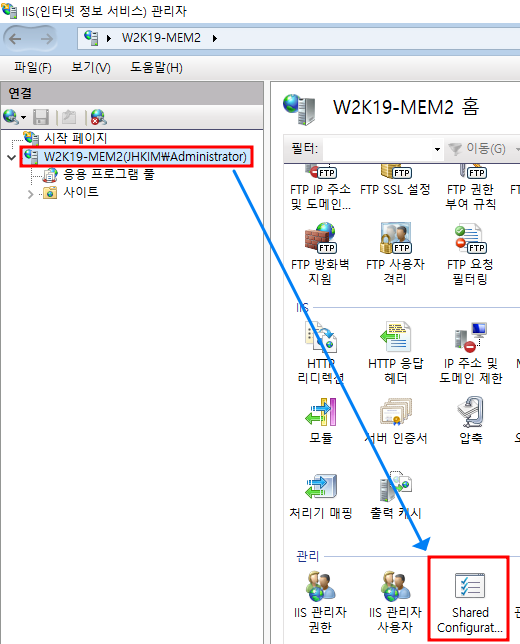 IIS(인터넷 정보 서비스) 관리자
W2K19-MEM2
파일(F) 보기(V) 도움말(H)
연결
시작 페이지
W2K19-MEM2(JHKIM₩Administrator)
응용 프로그램 풀
사이트
W2K19-MEM2 홈
필터: 이동(G)
FTP IP 주소 FTP SSL 설정 FTP 권한
및 도메인... 부여 규칙
FTP 방화벽 FTP 사용자 FTP 요청
지원 격리 필터링
IIS
HTTP HTTP 응답 IP 주소 및
리디렉션 헤더 도메인 제한
모듈 서버 인증서 압축
처리기 매핑 출력 캐시
관리
IIS 관리자 IIS 관리자 Shared
권한 사용자 Configurat...